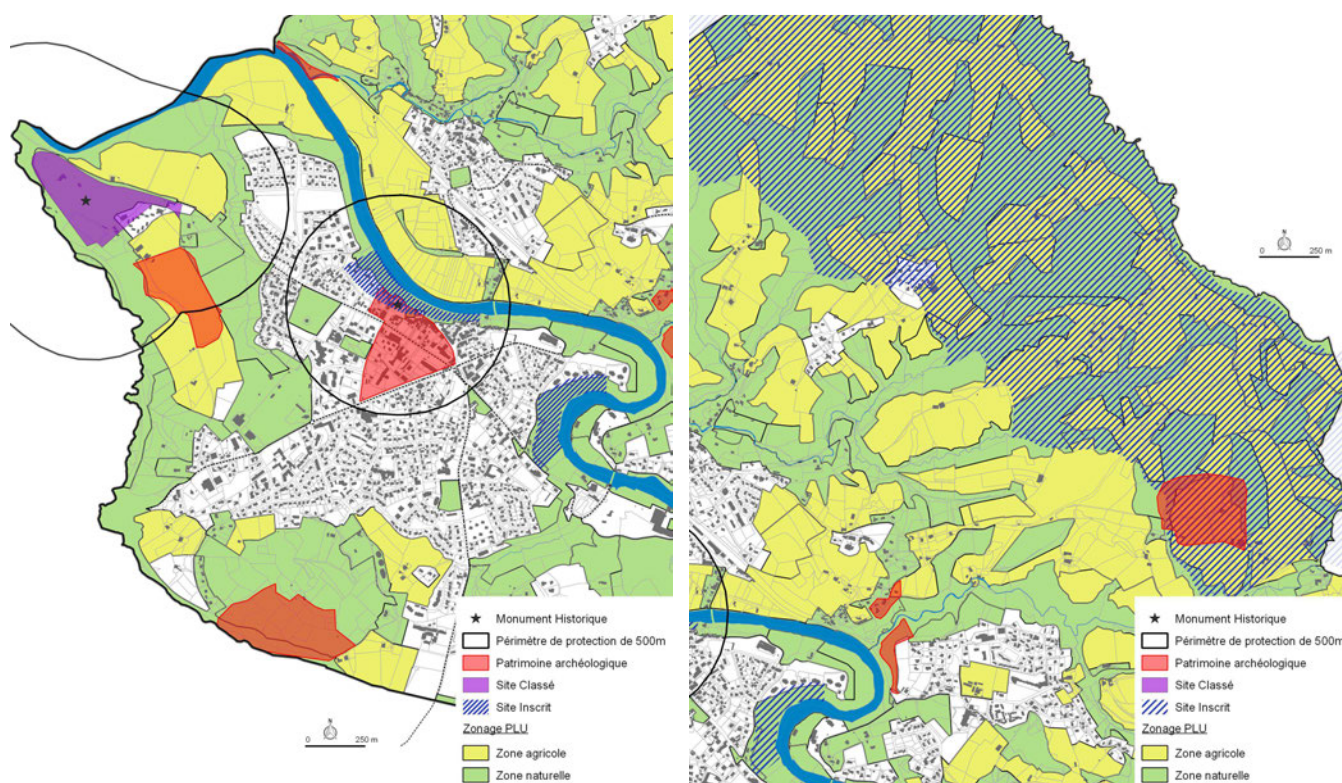 N
0 250 m
Monument Historique
Périmètre de protection de 500m
Patrimoine archéologique
Site Classé
Site Inscrit
Zonage PLU
Zone agricole
Zone naturelle
N
0 250 m
Monument Historique
Périmètre de protection de 500m
Patrimoine archéologique
Site Classé
Site Inscrit
Zonage PLU
Zone agricole
Zone naturelle